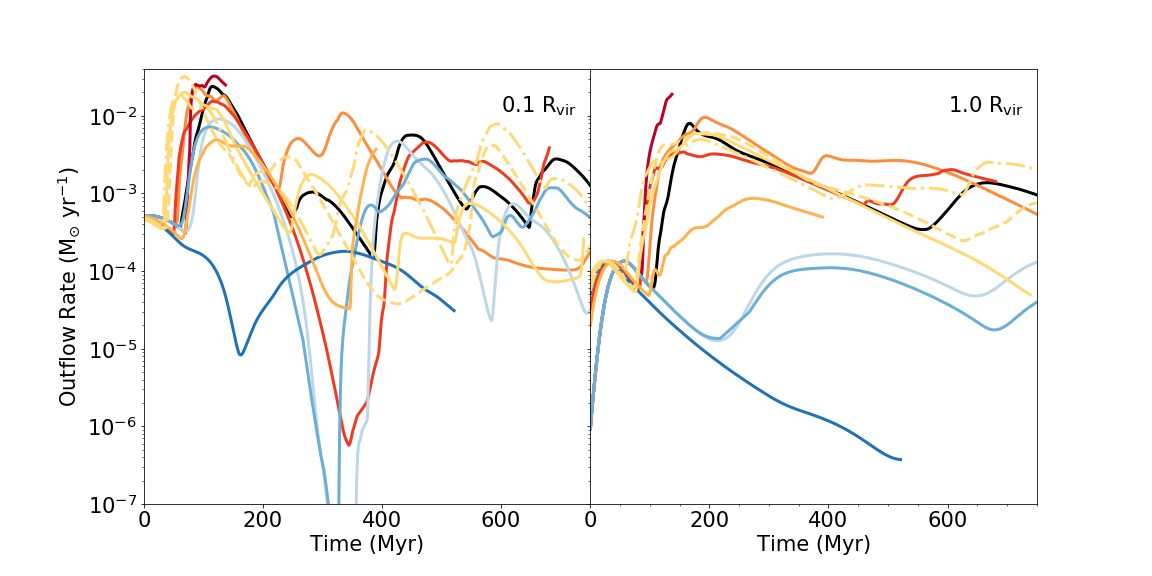 0.1 R_vir
1.0 R_vir
Outflow Rate (M_⊙ yr^−1)
10^−2
10^−3
10^−4
10^−5
10^−6
10^−7
0 200 400 600 0 200 400 600
Time (Myr) Time (Myr)